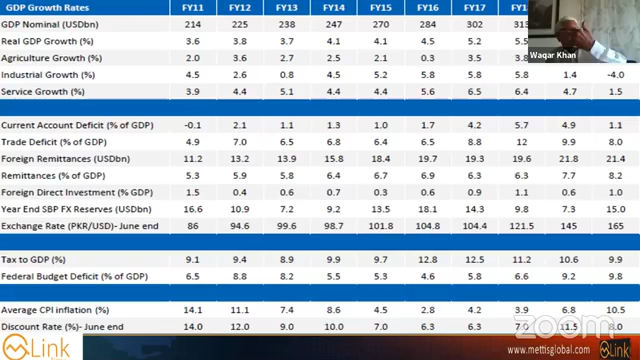 GDP Growth Rates FY11 FY12 FY13 FY14 FY15 FY16 FY17
GDP Nominal (USDbn) 214 225 238 247 270 284 302 313
Real GDP Growth (%) 3.6 3.8 3.7 4.1 4.1 4.5 5.2 5.5
Waqar Khan
Agriculture Growth (%) 2.0 3.6 2.7 2.5 2.1 0.3 3.5 3.8
Industrial Growth (%) 4.5 2.6 0.8 4.5 5.2 5.8 5.8 5.8 1.4 -4.0
Service Growth (%) 3.9 4.4 5.1 4.4 4.4 5.6 6.5 6.4 4.7 1.5
Current Account Deficit (% of GDP) -0.1 2.1 1.1 1.3 1.0 1.7 4.2 5.7 4.9 1.1
Trade Deficit (% of GDP) 4.9 7.0 6.5 6.8 6.4 6.5 8.8 12 9.9 8.0
Foreign Remittances (USDbn) 11.2 13.2 13.9 15.8 18.4 19.7 19.3 19.6 21.8 21.4
Remittances (% of GDP) 5.3 5.9 5.8 6.4 6.7 6.9 6.3 6.3 7.7 8.2
Foreign Direct Investment (% GDP) 1.5 0.4 0.6 0.7 0.3 0.6 0.9 1.1 0.6 1.0
Year End SBP FX Reserves (USDbn) 16.6 10.9 7.2 9.2 13.5 18.1 14.3 9.8 7.3 15.0
Exchange Rate (PKR/USD)- June end 86 94.6 99.6 98.7 101.8 104.8 104.4 121.5 145 165
Tax to GDP (%) 9.1 9.4 8.9 9.9 9.7 12.8 12.5 11.2 10.6 9.9
Federal Budget Deficit (% of GDP) 6.5 8.8 8.2 5.5 5.3 4.6 5.8 6.6 9.2 9.8
Average CPI inflation (%) 14.1 11.1 7.4 8.6 4.5 2.8 4.2 3.9 6.8 10.5
Discount Rate (%)- June end 14.0 12.0 9.0 10.0 7.0 6.3 6.3 7.0 11.5 8.0
zoom
Link
www.mettisglobal.com
Link